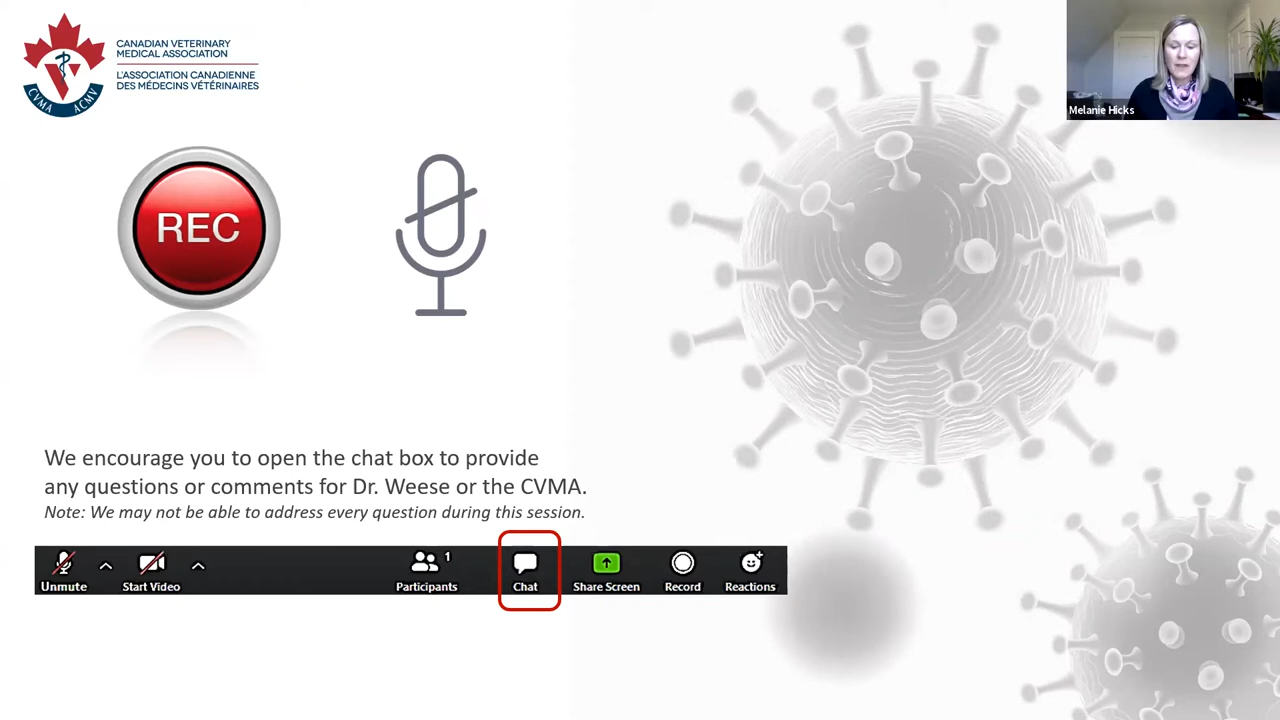 CANADIAN VETERINARY
MEDICAL ASSOCIATION
L'ASSOCIATION CANADIENNE
DES MÉDECINS VÉTÉRINAIRES
CVMA ACMV
Melanie Hicks
REC
We encourage you to open the chat box to provide
any questions or comments for Dr. Weese or the CVMA.
Note: We may not be able to address every question during this session.
1
Unmute Start Video Participants Chat Share Screen Record Reactions